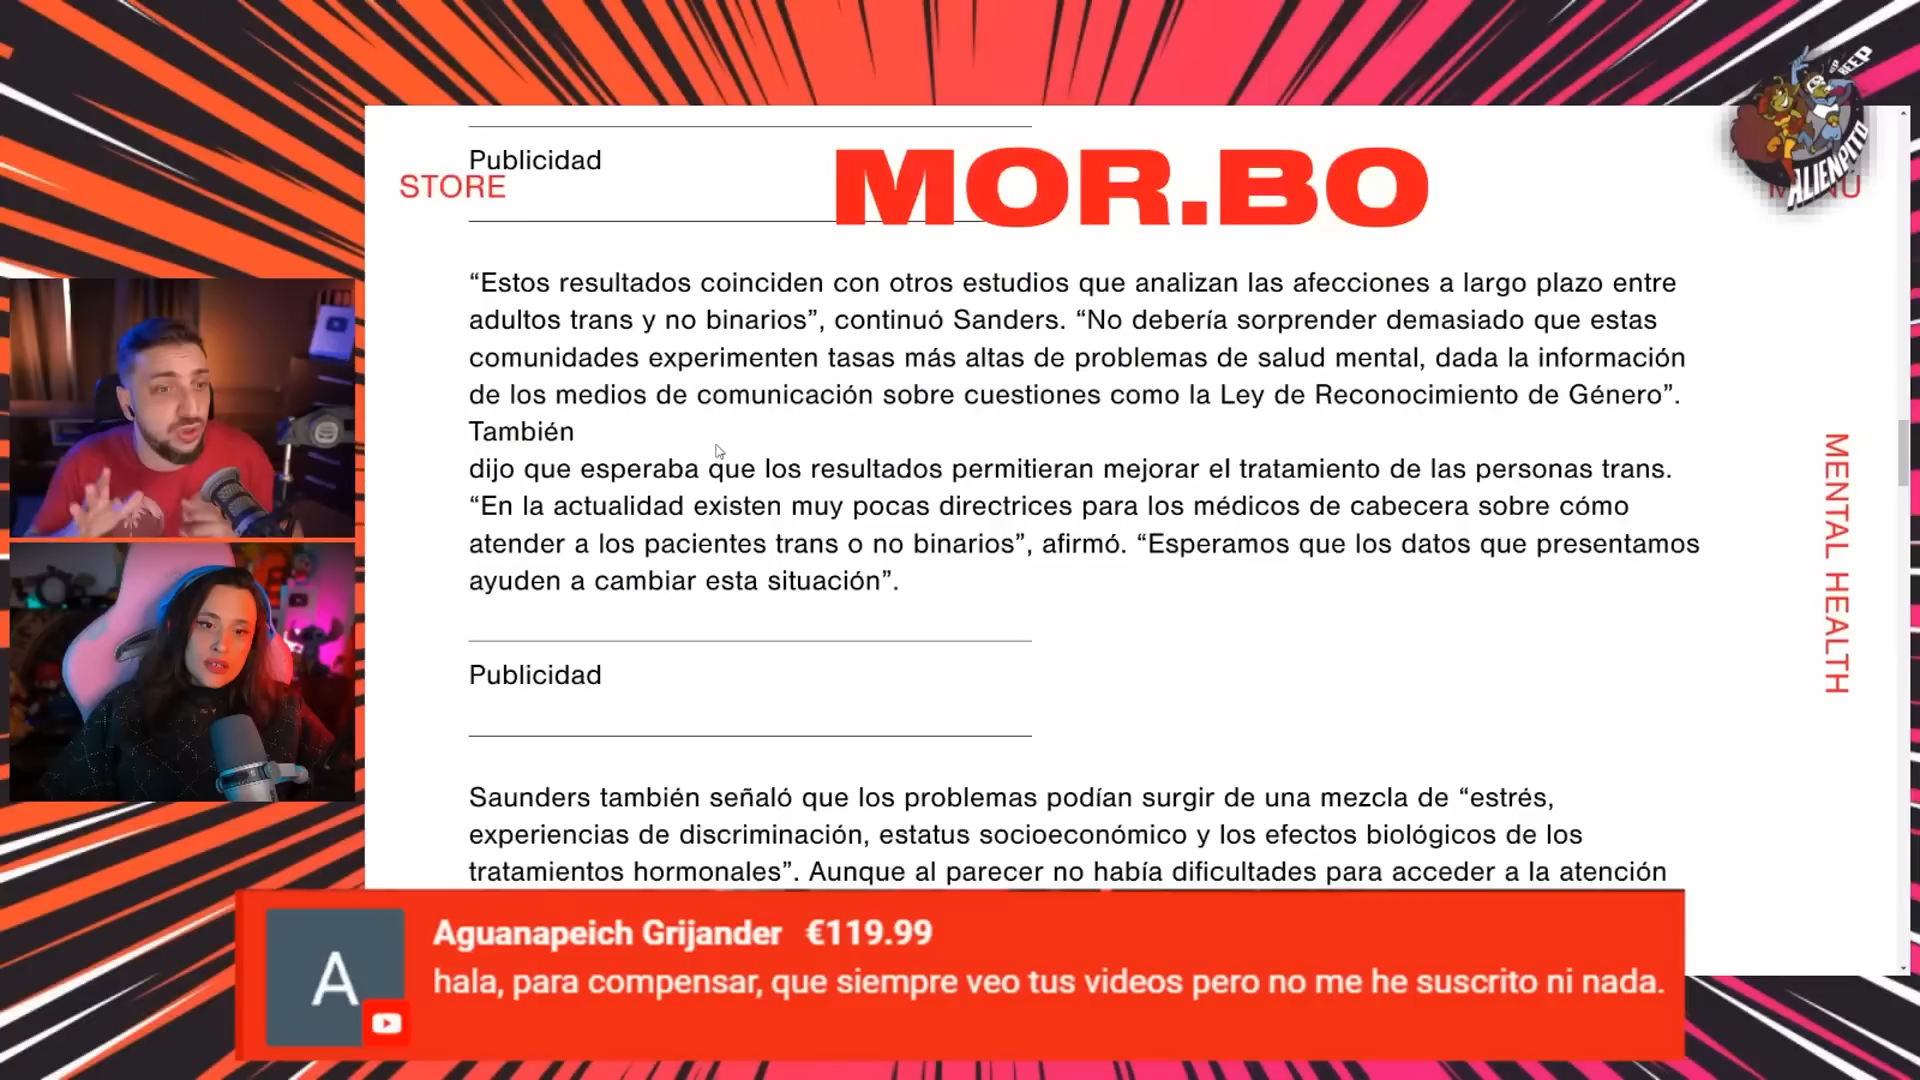 Publicidad
STORE
MOR.BO
BEEP
ALIENPITO
“Estos resultados coinciden con otros estudios que analizan las afecciones a largo plazo entre
adultos trans y no binarios”, continuó Sanders. “No debería sorprender demasiado que estas
comunidades experimenten tasas más altas de problemas de salud mental, dada la información
de los medios de comunicación sobre cuestiones como la Ley de Reconocimiento de Género”.
También
dijo que esperaba que los resultados permitieran mejorar el tratamiento de las personas trans.
“En la actualidad existen muy pocas directrices para los médicos de cabecera sobre cómo
atender a los pacientes trans o no binarios”, afirmó. “Esperamos que los datos que presentamos
ayuden a cambiar esta situación”.
MENTAL HEALTH
Publicidad
Saunders también señaló que los problemas podían surgir de una mezcla de “estrés,
experiencias de discriminación, estatus socioeconómico y los efectos biológicos de los
tratamientos hormonales”. Aunque al parecer no había dificultades para acceder a la atención
A
Aguanapeich Grijander €119.99
hala, para compensar, que siempre veo tus videos pero no me he suscrito ni nada.